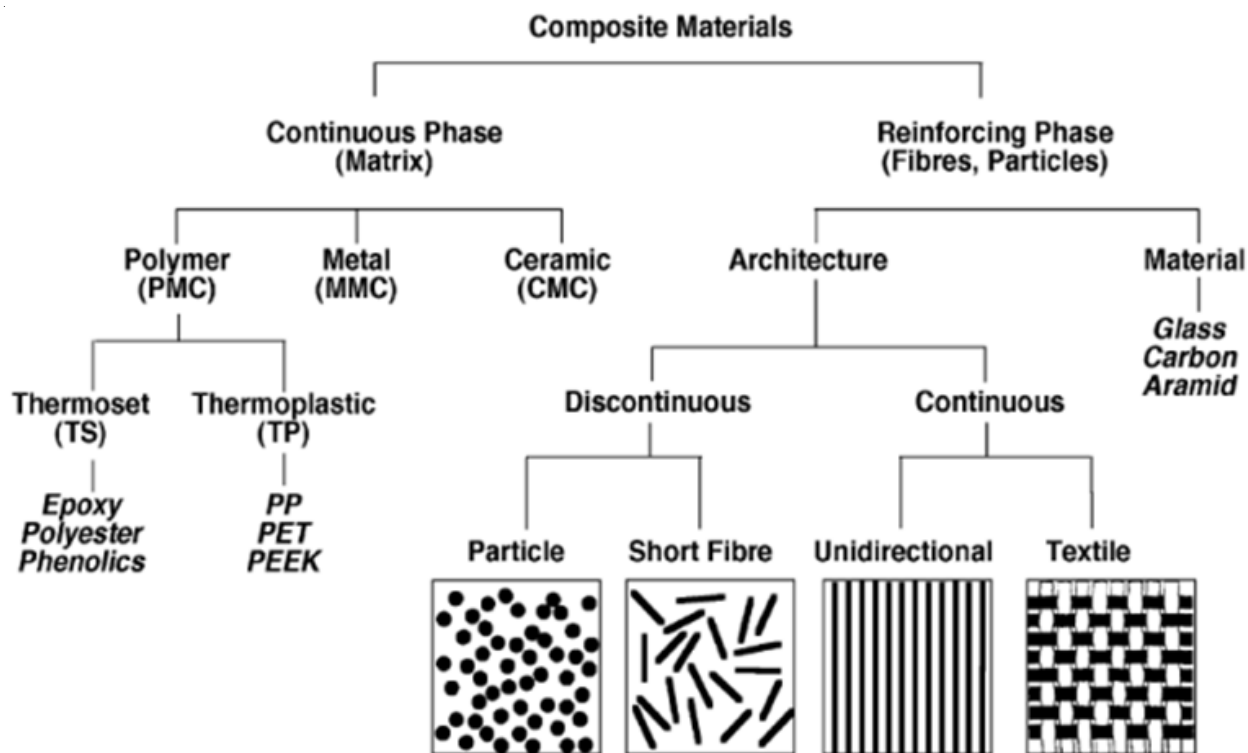 Composite Materials
Continuous Phase
(Matrix)
Reinforcing Phase
(Fibres, Particles)
Polymer
(PMC)
Metal
(MMC)
Ceramic
(CMC)
Architecture
Material
Glass
Carbon
Aramid
Thermoset
(TS)
Thermoplastic
(TP)
Discontinuous
Continuous
Epoxy
Polyester
Phenolics
PP
PET
PEEK
Particle
Short Fibre
Unidirectional
Textile